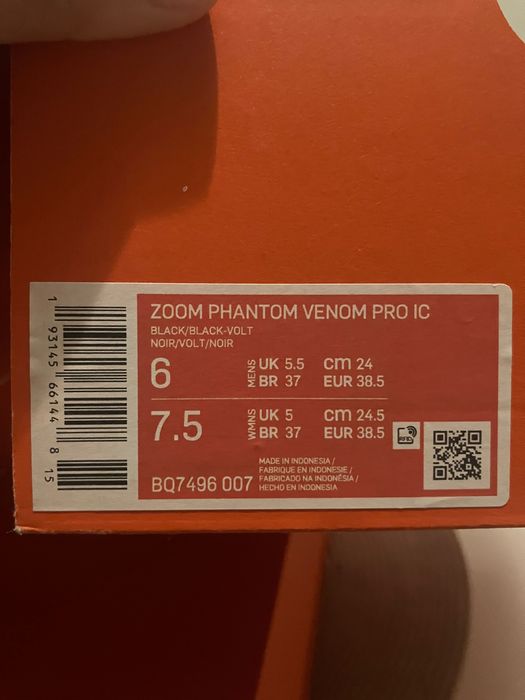 ZOOM PHANTOM VENOM PRO IC
BLACK/BLACK-VOLT
NOIR/VOLT/NOIR
6 MENS UK 5.5 cm 24
BR 37 EUR 38.5
7.5 WMNS UK 5 cm 24.5
BR 37 EUR 38.5
RFID
BQ7496 007
MADE IN INDONESIA /
FABRIQUE EN INDONESIE /
FABRICADO NA INDONÉSIA /
HECHO EN INDONESIA
1 93145 66144 8 15